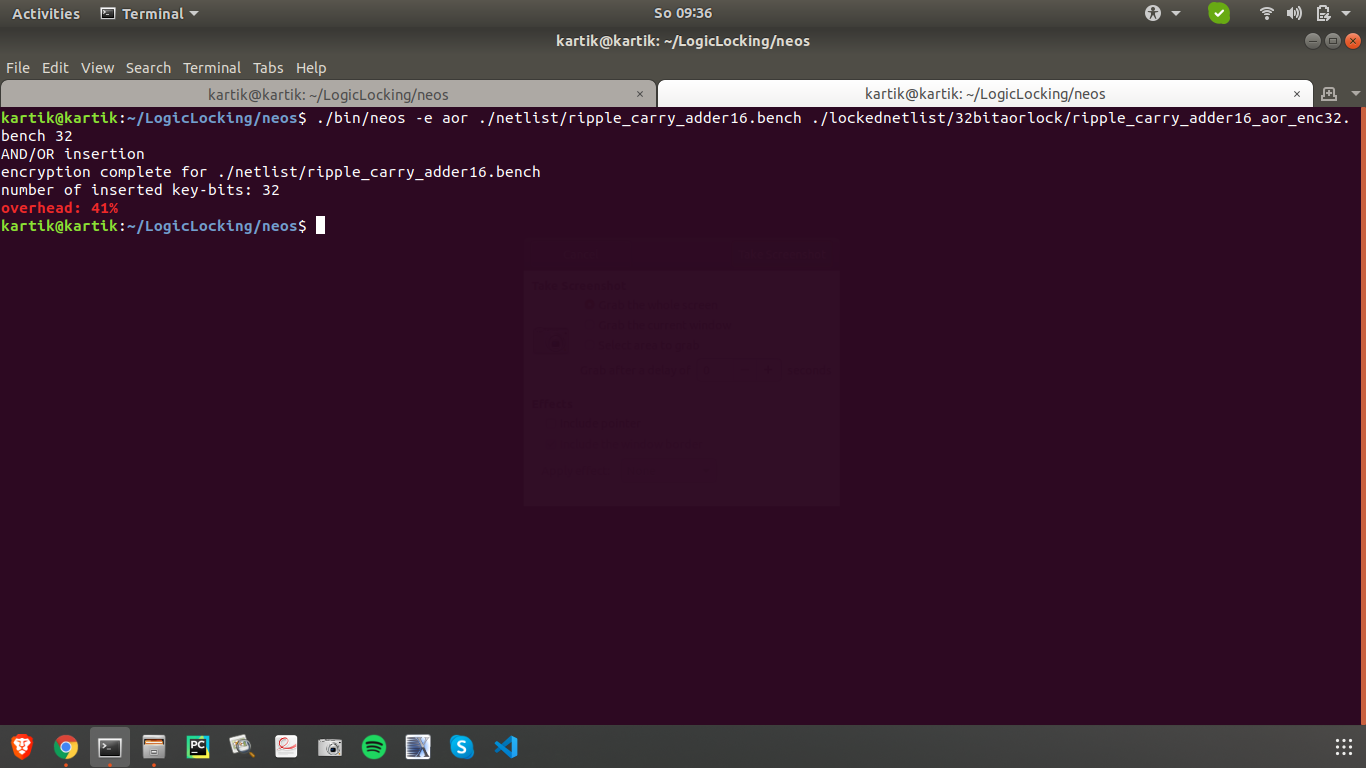 Activities Terminal So 09:36
kartik@kartik: ~/LogicLocking/neos
File Edit View Search Terminal Tabs Help
kartik@kartik: ~/LogicLocking/neos × kartik@kartik: ~/LogicLocking/neos ×
kartik@kartik:~/LogicLocking/neos$ ./bin/neos -e aor ./netlist/ripple_carry_adder16.bench ./lockednetlist/32bitaorlock/ripple_carry_adder16_aor_enc32.
bench 32
AND/OR insertion
encryption complete for ./netlist/ripple_carry_adder16.bench
number of inserted key-bits: 32
overhead: 41%
kartik@kartik:~/LogicLocking/neos$
PC